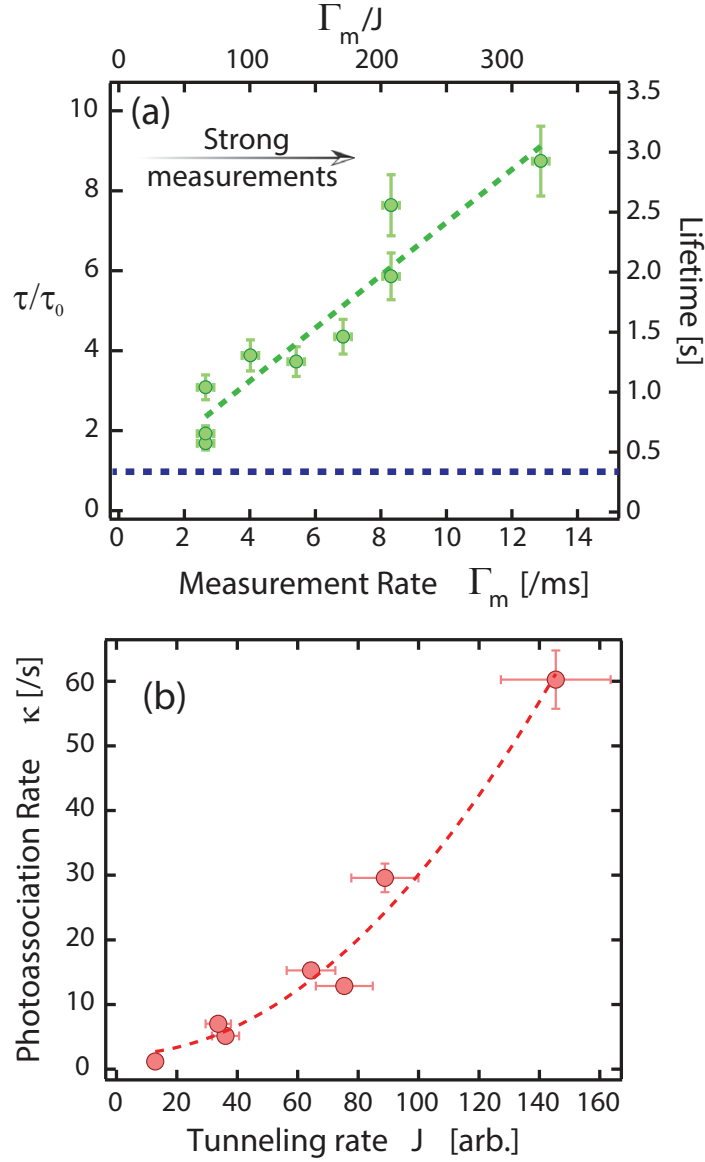 Γm/J
0 100 200 300
(a)
Strong
measurements
10
8
6
4
2
0
τ/τ0
3.5
3.0
2.5
2.0
1.5
1.0
0.5
0
Lifetime [s]
0 2 4 6 8 10 12 14
Measurement Rate Γm [/ms]
(b)
60
50
40
30
20
10
0
Photoassociation Rate κ [/s]
0 20 40 60 80 100 120 140 160
Tunneling rate J [arb.]